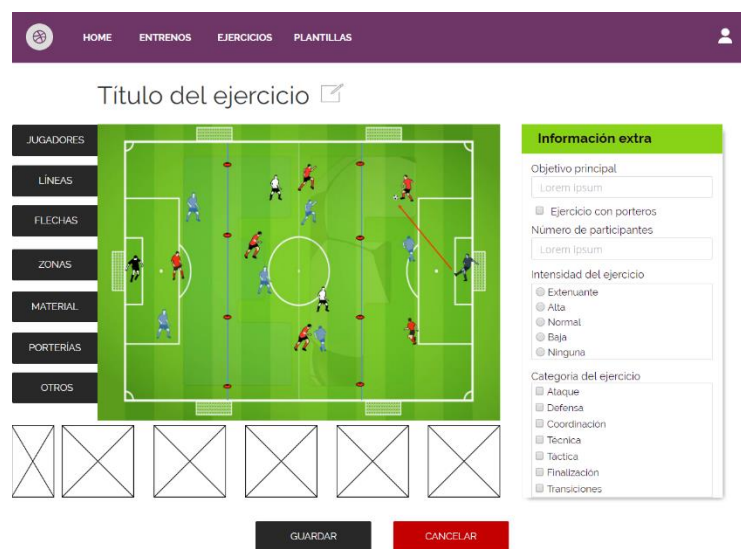 HOME ENTRENOS EJERCICIOS PLANTILLAS
Título del ejercicio
JUGADORES
LÍNEAS
FLECHAS
ZONAS
MATERIAL
PORTERÍAS
OTROS
Información extra
Objetivo principal
Lorem Ipsum
Ejercicio con porteros
Número de participantes
Lorem Ipsum
Intensidad del ejercicio
Extenuante
Alta
Normal
Baja
Ninguna
Categoría del ejercicio
Ataque
Defensa
Coordinación
Técnica
Táctica
Finalización
Transiciones
GUARDAR CANCELAR